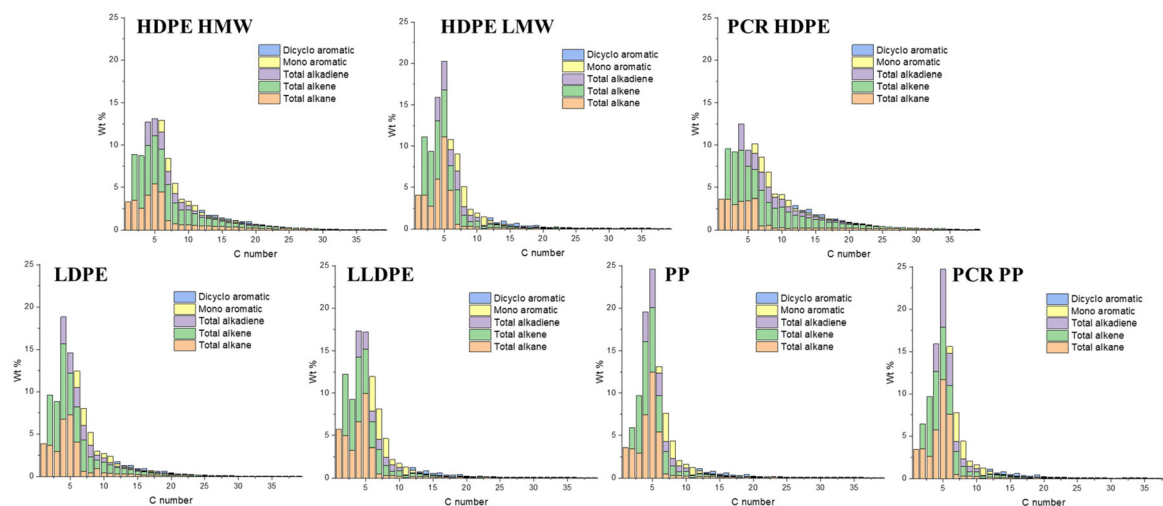 HDPE HMW
25
20
15
10
5
0
Wt %
5 10 15 20 25 30 35
C number
Dicyclo aromatic
Mono aromatic
Total alkadiene
Total alkene
Total alkane
HDPE LMW
25
20
15
10
5
0
Wt %
5 10 15 20 25 30 35
C number
Dicyclo aromatic
Mono aromatic
Total alkadiene
Total alkene
Total alkane
PCR HDPE
25
20
15
10
5
0
Wt %
5 10 15 20 25 30 35
C number
Dicyclo aromatic
Mono aromatic
Total alkadiene
Total alkene
Total alkane
LDPE
25
20
15
10
5
0
Wt %
5 10 15 20 25 30 35
C number
Dicyclo aromatic
Mono aromatic
Total alkadiene
Total alkene
Total alkane
LLDPE
25
20
15
10
5
0
Wt %
5 10 15 20 25 30 35
C number
Dicyclo aromatic
Mono aromatic
Total alkadiene
Total alkene
Total alkane
PP
25
20
15
10
5
0
Wt %
5 10 15 20 25 30 35
C number
Dicyclo aromatic
Mono aromatic
Total alkadiene
Total alkene
Total alkane
PCR PP
25
20
15
10
5
0
Wt %
5 10 15 20 25 30 35
C number
Dicyclo aromatic
Mono aromatic
Total alkadiene
Total alkene
Total alkane